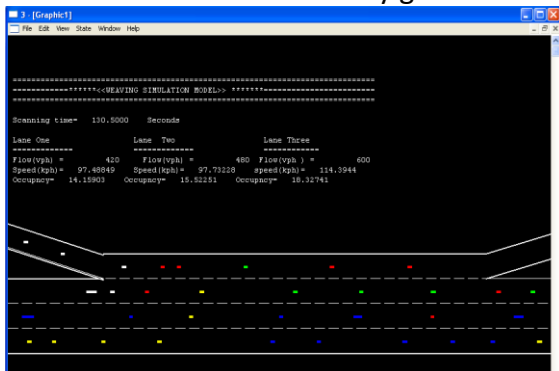 3 - [Graphic1]
File Edit View State Window Help
==========================================================================
------------******<<WEAVING SIMULATION MODEL>> *******------------------------
==========================================================================
Scanning time= 130.5000 Seconds
Lane One Lane Two Lane Three
------------- ------------- -------------
Flow(vph) = 420 Flow(vph) = 480 Flow(vph ) = 600
Speed(kph)= 97.48849 Speed(kph)= 97.73228 speed(kph)= 114.3944
Occupncy= 14.15903 Occupncy= 15.52251 Occupncy= 18.32741